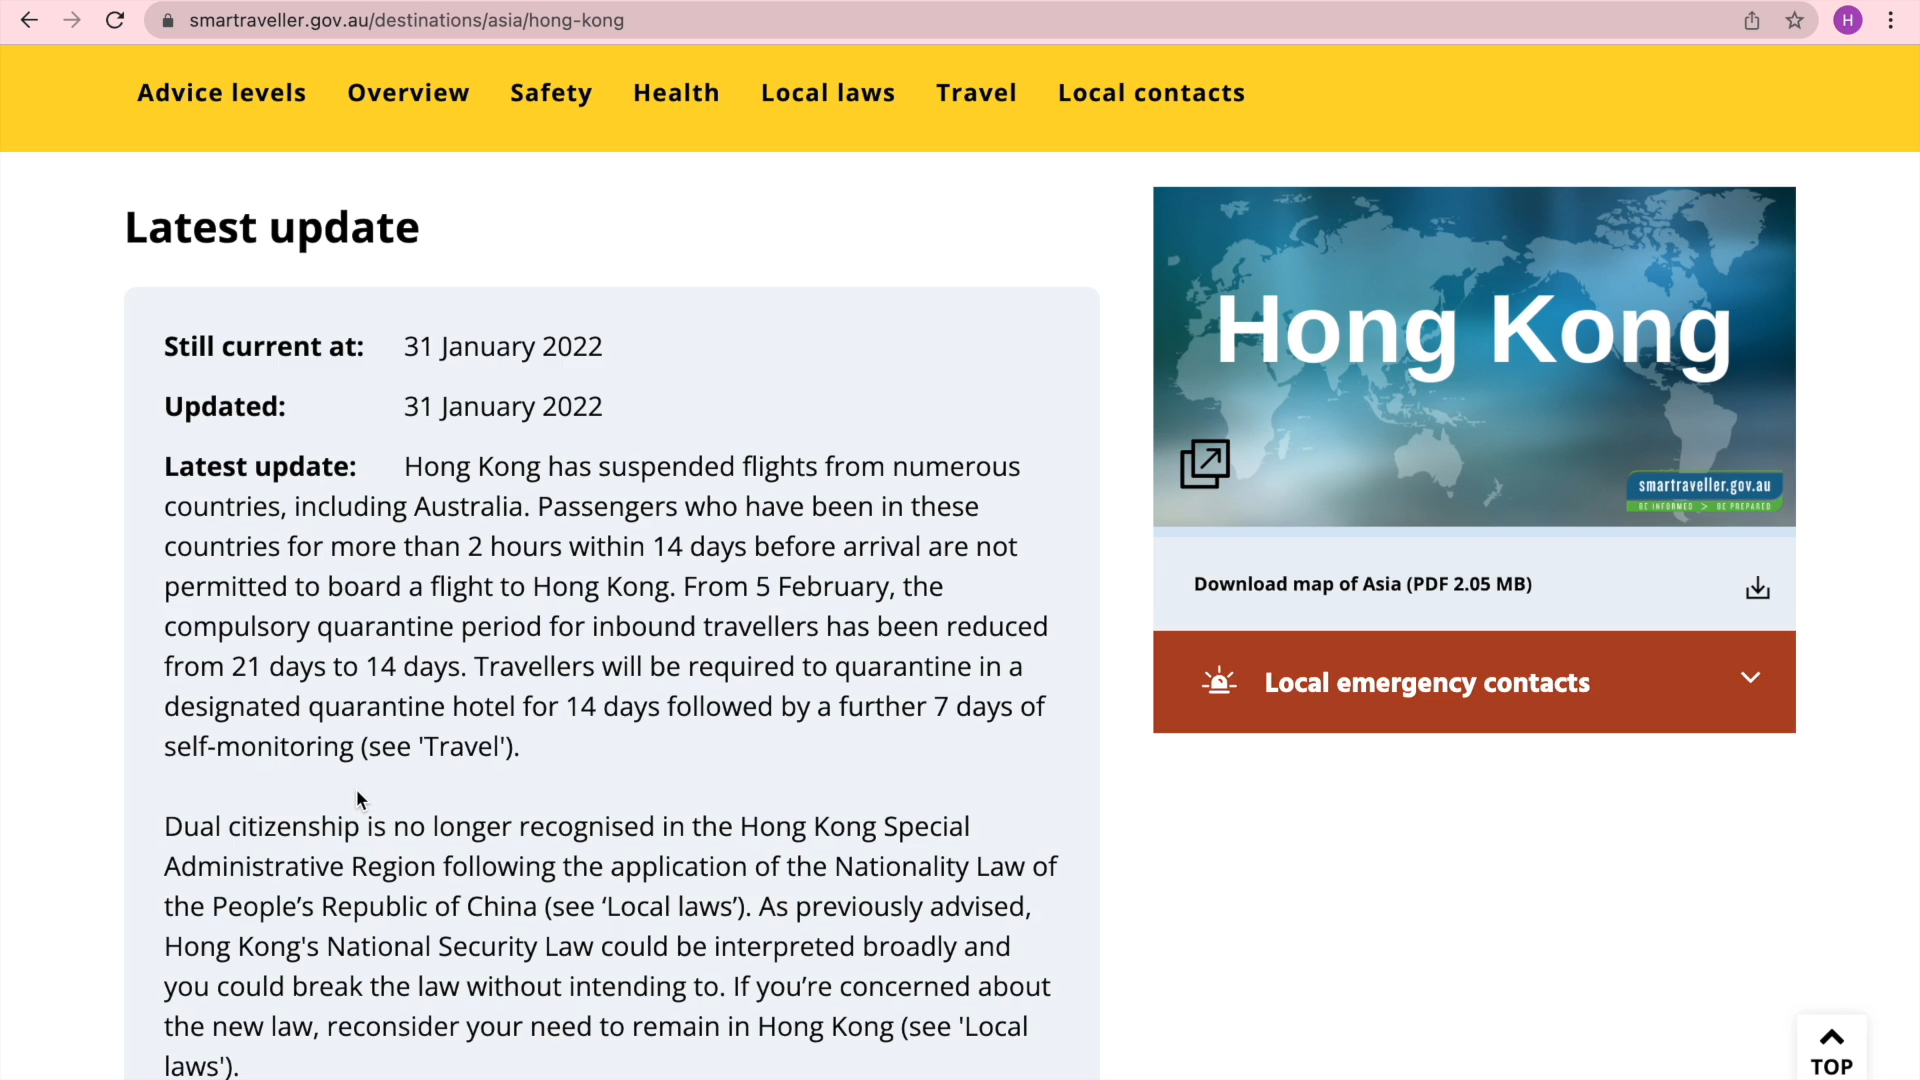 smartraveller.gov.au/destinations/asia/hong-kong
H
Advice levels Overview Safety Health Local laws Travel Local contacts
Latest update
Still current at: 31 January 2022
Updated: 31 January 2022
Latest update: Hong Kong has suspended flights from numerous
countries, including Australia. Passengers who have been in these
countries for more than 2 hours within 14 days before arrival are not
permitted to board a flight to Hong Kong. From 5 February, the
compulsory quarantine period for inbound travellers has been reduced
from 21 days to 14 days. Travellers will be required to quarantine in a
designated quarantine hotel for 14 days followed by a further 7 days of
self-monitoring (see 'Travel').
Dual citizenship is no longer recognised in the Hong Kong Special
Administrative Region following the application of the Nationality Law of
the People’s Republic of China (see ‘Local laws’). As previously advised,
Hong Kong's National Security Law could be interpreted broadly and
you could break the law without intending to. If you’re concerned about
the new law, reconsider your need to remain in Hong Kong (see 'Local
laws').
Hong Kong
smartraveller.gov.au
BE INFORMED > BE PREPARED
Download map of Asia (PDF 2.05 MB)
Local emergency contacts
TOP